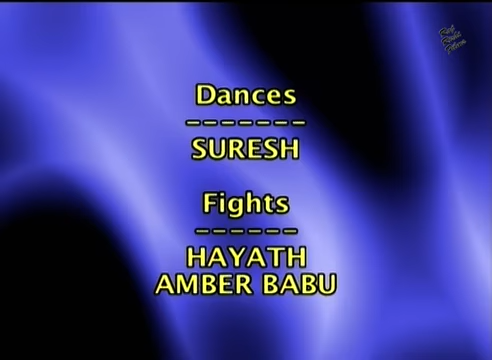 Dances
-------
SURESH
Fights
------
HAYATH
AMBER BABU